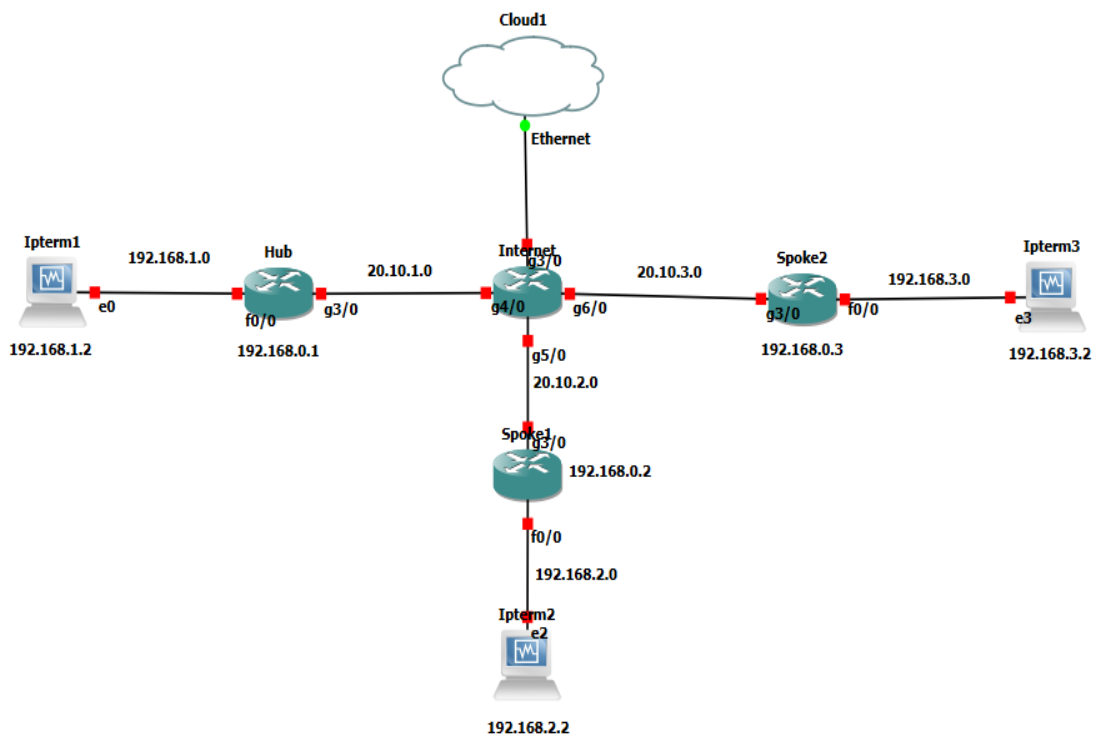 Cloud1
Ethernet
Ipterm1
192.168.1.0
Hub
20.10.1.0
Internet
g3/0
20.10.3.0
Spoke2
192.168.3.0
Ipterm3
e0
f0/0
g3/0
g4/0
g6/0
g3/0
f0/0
e3
192.168.1.2
192.168.0.1
192.168.0.3
192.168.3.2
g5/0
20.10.2.0
Spoke1
g3/0
192.168.0.2
f0/0
192.168.2.0
Ipterm2
e2
192.168.2.2